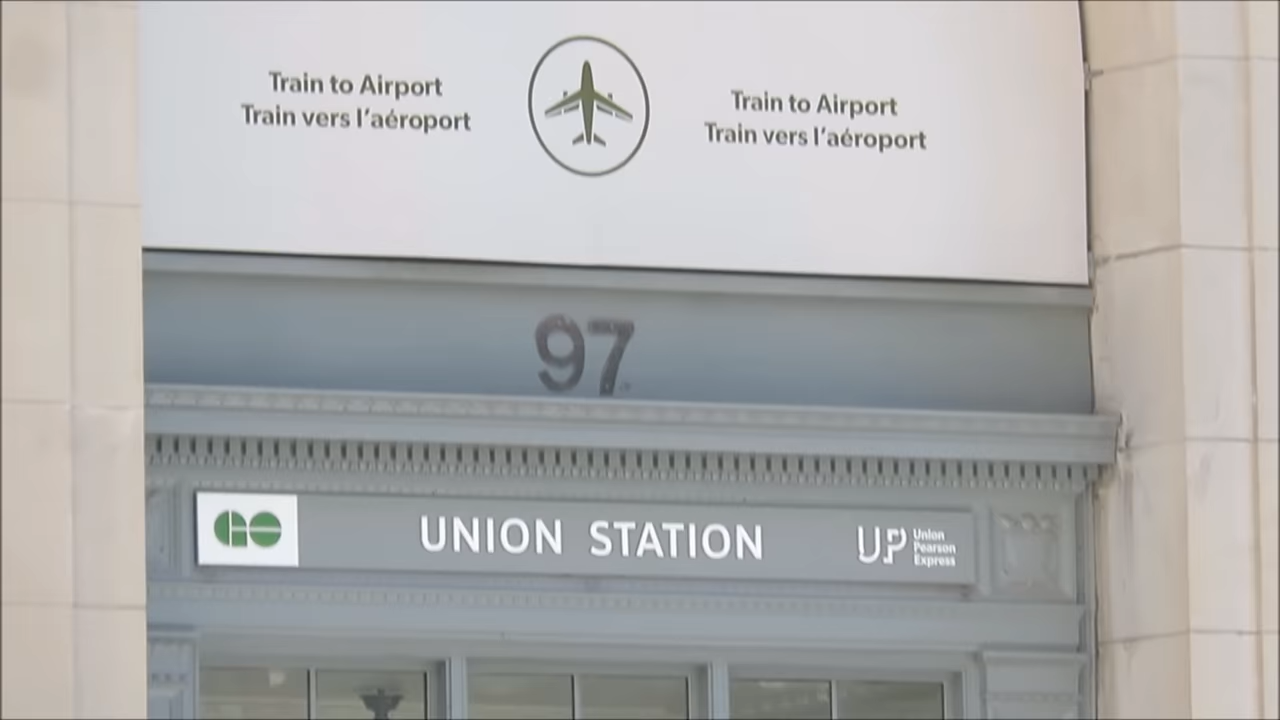 Train to Airport
Train vers l'aéroport
Train to Airport
Train vers l'aéroport
97
GO
UNION STATION
UP Union
Pearson
Express